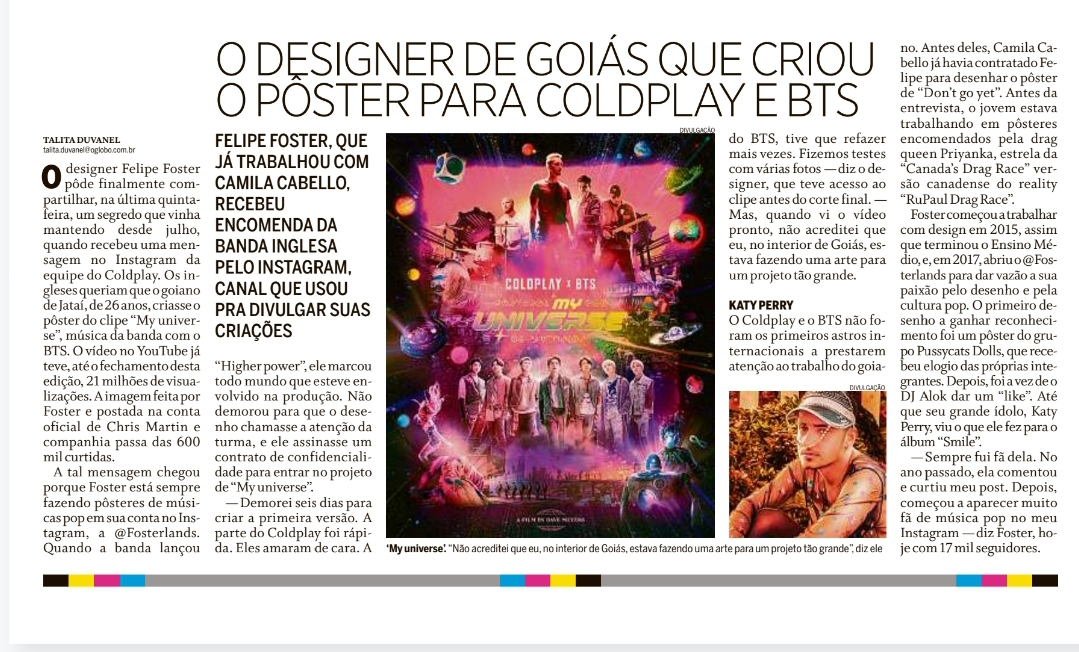 O DESIGNER DE GOIÁS QUE CRIOU
O PÔSTER PARA COLDPLAY E BTS
TALITA DUVANEL
talita.duvanel@oglobo.com.br
O designer Felipe Foster
pôde finalmente com-
partilhar, na última quinta-
feira, um segredo que vinha
mantendo desde julho,
quando recebeu uma men-
sagem no Instagram da
equipe do Coldplay. Os in-
gleses queriam que o goiano
de Jataí, de 26 anos, criasse o
pôster do clipe “My univer-
se”, música da banda com o
BTS. O vídeo no YouTube já
teve, até o fechamento desta
edição, 21 milhões de visua-
lizações. A imagem feita por
Foster e postada na conta
oficial de Chris Martin e
companhia passa das 600
mil curtidas.
A tal mensagem chegou
porque Foster está sempre
fazendo pôsteres de músi-
cas pop em sua conta no Ins-
tagram, a @Fosterlands.
Quando a banda lançou
FELIPE FOSTER, QUE
JÁ TRABALHOU COM
CAMILA CABELLO,
RECEBEU
ENCOMENDA DA
BANDA INGLESA
PELO INSTAGRAM,
CANAL QUE USOU
PRA DIVULGAR SUAS
CRIAÇÕES
“Higher power”, ele marcou
todo mundo que esteve en-
volvido na produção. Não
demorou para que o dese-
nho chamasse a atenção da
turma, e ele assinasse um
contrato de confidenciali-
dade para entrar no projeto
de “My universe”.
— Demorei seis dias para
criar a primeira versão. A
parte do Coldplay foi rápi-
da. Eles amaram de cara. A
DIVULGAÇÃO
COLDPLAY X BTS
MY
UNIVERSE
A FILM BY DAVE MEYERS
‘My universe’. “Não acreditei que eu, no interior de Goiás, estava fazendo uma arte para um projeto tão grande”, diz ele
do BTS, tive que refazer
mais vezes. Fizemos testes
com várias fotos — diz o de-
signer, que teve acesso ao
clipe antes do corte final. —
Mas, quando vi o vídeo
pronto, não acreditei que
eu, no interior de Goiás, es-
tava fazendo uma arte para
um projeto tão grande.
KATY PERRY
O Coldplay e o BTS não fo-
ram os primeiros astros in-
ternacionais a prestarem
atenção ao trabalho do goia-
DIVULGAÇÃO
no. Antes deles, Camila Ca-
bello já havia contratado Fe-
lipe para desenhar o pôster
de “Don’t go yet”. Antes da
entrevista, o jovem estava
trabalhando em pôsteres
encomendados pela drag
queen Priyanka, estrela da
“Canada’s Drag Race” ver-
são canadense do reality
“RuPaul Drag Race”.
Foster começou a trabalhar
com design em 2015, assim
que terminou o Ensino Mé-
dio, e, em 2017, abriu o @Fos-
terlands para dar vazão a sua
paixão pelo desenho e pela
cultura pop. O primeiro de-
senho a ganhar reconheci-
mento foi um pôster do gru-
po Pussycats Dolls, que rece-
beu elogio das próprias inte-
grantes. Depois, foi a vez de o
DJ Alok dar um “like”. Até
que seu grande ídolo, Katy
Perry, viu o que ele fez para o
álbum “Smile”.
— Sempre fui fã dela. No
ano passado, ela comentou
e curtiu meu post. Depois,
começou a aparecer muito
fã de música pop no meu
Instagram — diz Foster, ho-
je com 17 mil seguidores.